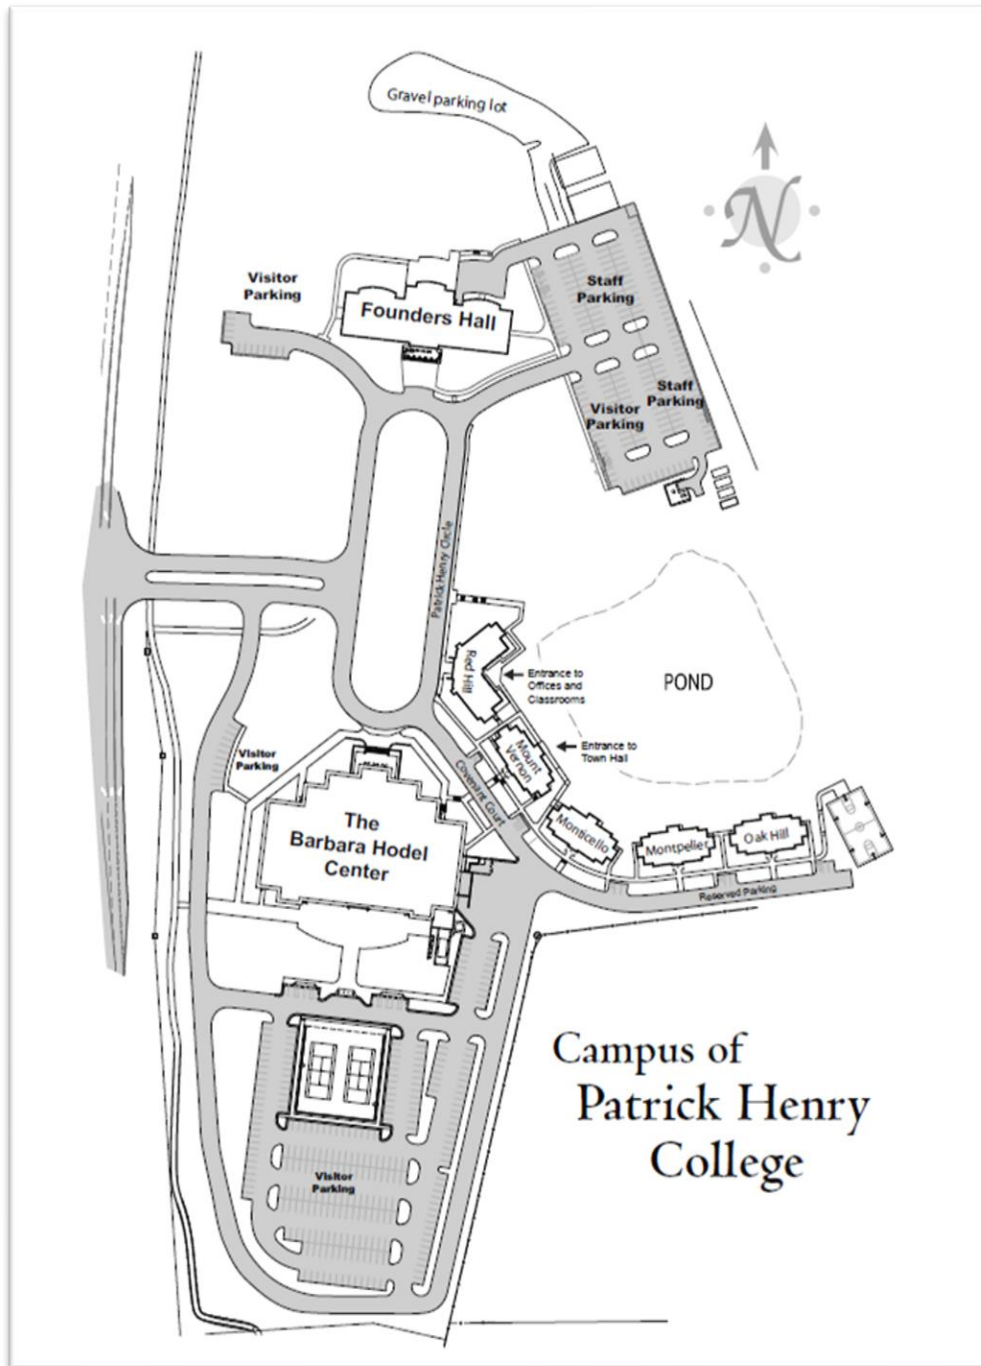 Gravel parking lot
N
Visitor
Parking
Founders Hall
Staff
Parking
Staff
Parking
Visitor
Parking
Patrick Henry Circle
Red Hill
Entrance to
Offices and
Classrooms
POND
Mount
Vernon
Entrance to
Town Hall
Visitor
Parking
Covenant Court
The
Barbara Hodel
Center
Monticello
Montpelier
Oak Hill
Reserved Parking
Campus of
Patrick Henry
College
Visitor
Parking